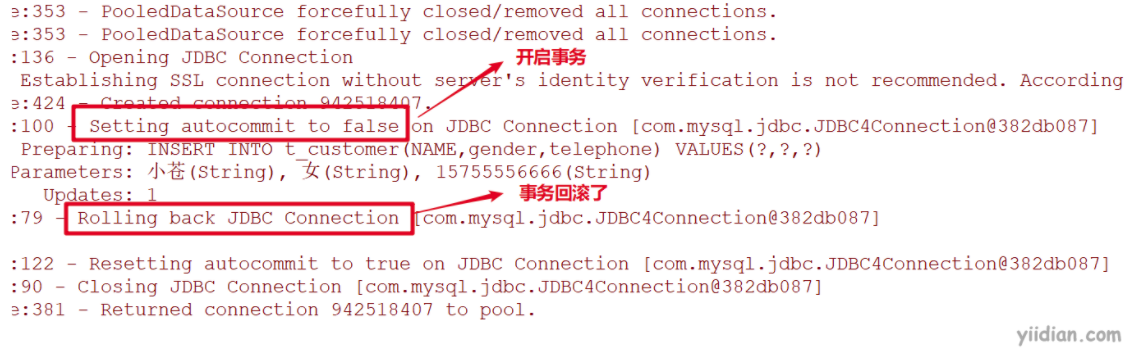 e:353 - PooledDataSource forcefully closed/removed all connections.
e:353 - PooledDataSource forcefully closed/removed all connections.
:136 - Opening JDBC Connection
开启事务
Establishing SSL connection without server's identity verification is not recommended. According
e:424 - Created connection 942518407.
:100 - Setting autocommit to false on JDBC Connection [com.mysql.jdbc.JDBC4Connection@382db087]
Preparing: INSERT INTO t_customer(NAME,gender,telephone) VALUES(?,?,?)
Parameters: 小苍(String), 女(String), 15755556666(String)
Updates: 1
事务回滚了
:79 - Rolling back JDBC Connection [com.mysql.jdbc.JDBC4Connection@382db087]
:122 - Resetting autocommit to true on JDBC Connection [com.mysql.jdbc.JDBC4Connection@382db087]
:90 - Closing JDBC Connection [com.mysql.jdbc.JDBC4Connection@382db087]
e:381 - Returned connection 942518407 to pool.
yiidian.com